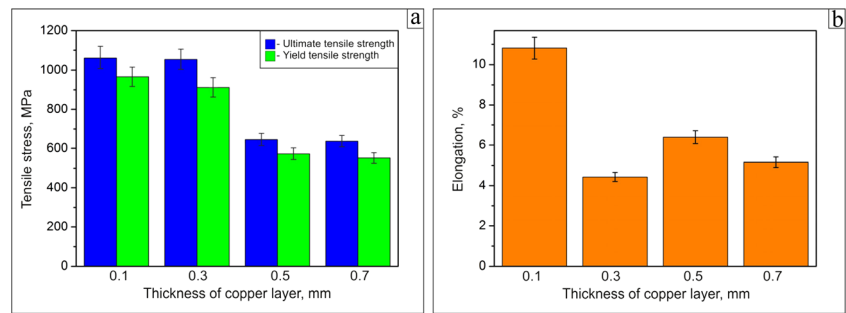 a
1200
1000
800
600
400
200
0
Tensile stress, MPa
- Ultimate tensile strength
- Yield tensile strength
0.1 0.3 0.5 0.7
Thickness of copper layer, mm
b
10
8
6
4
2
0
Elongation, %
0.1 0.3 0.5 0.7
Thickness of copper layer, mm